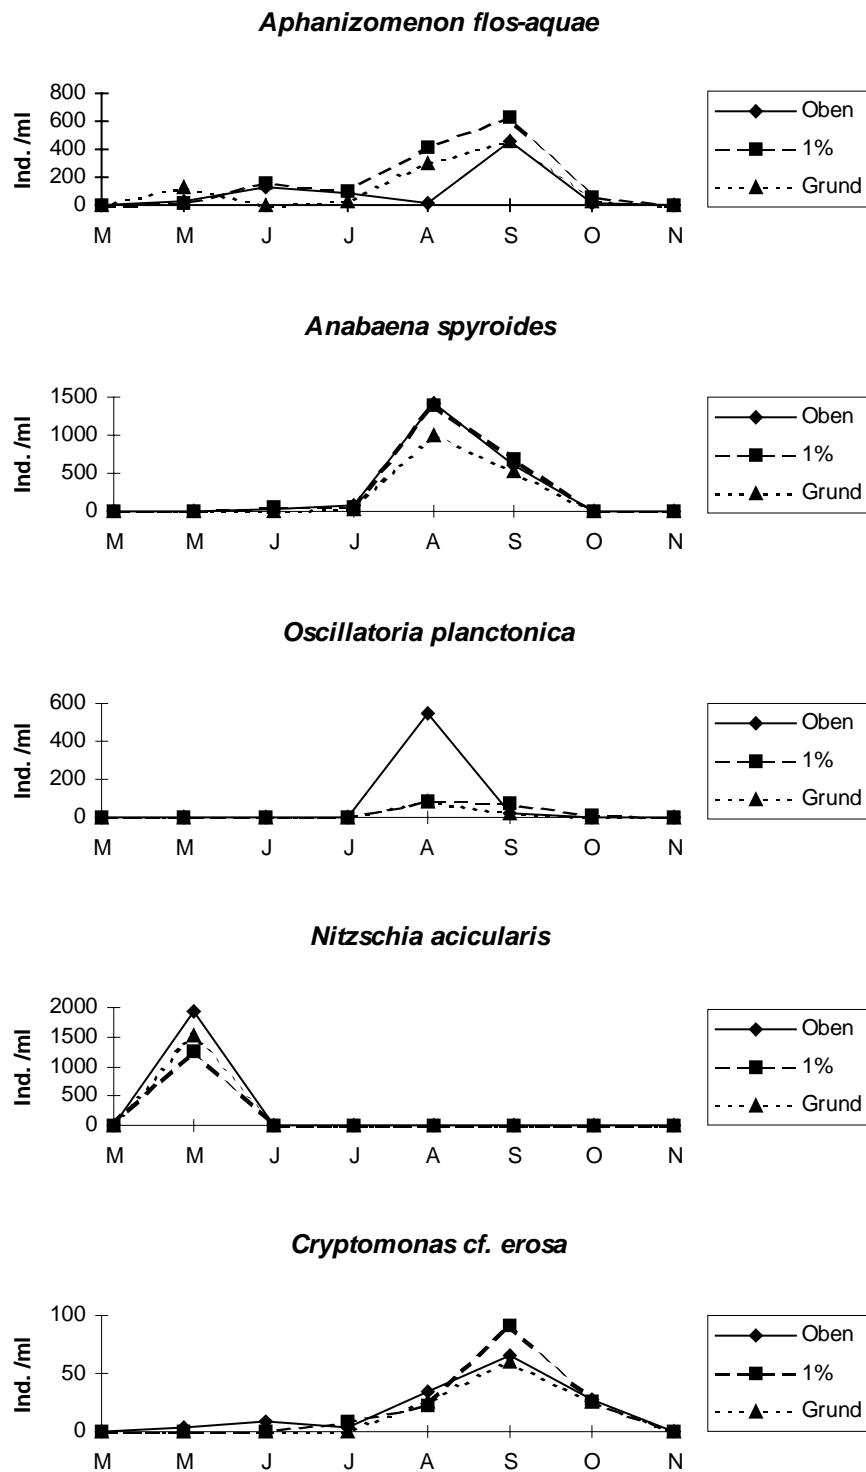 Aphanizomenon flos-aquae
Ind. /ml
800
600
400
200
0
M M J J A S O N
Oben
1%
Grund
Anabaena spyroides
Ind. /ml
1500
1000
500
0
M M J J A S O N
Oben
1%
Grund
Oscillatoria planctonica
Ind. /ml
600
400
200
0
M M J J A S O N
Oben
1%
Grund
Nitzschia acicularis
Ind. /ml
2000
1500
1000
500
0
M M J J A S O N
Oben
1%
Grund
Cryptomonas cf. erosa
Ind. /ml
100
50
0
M M J J A S O N
Oben
1%
Grund